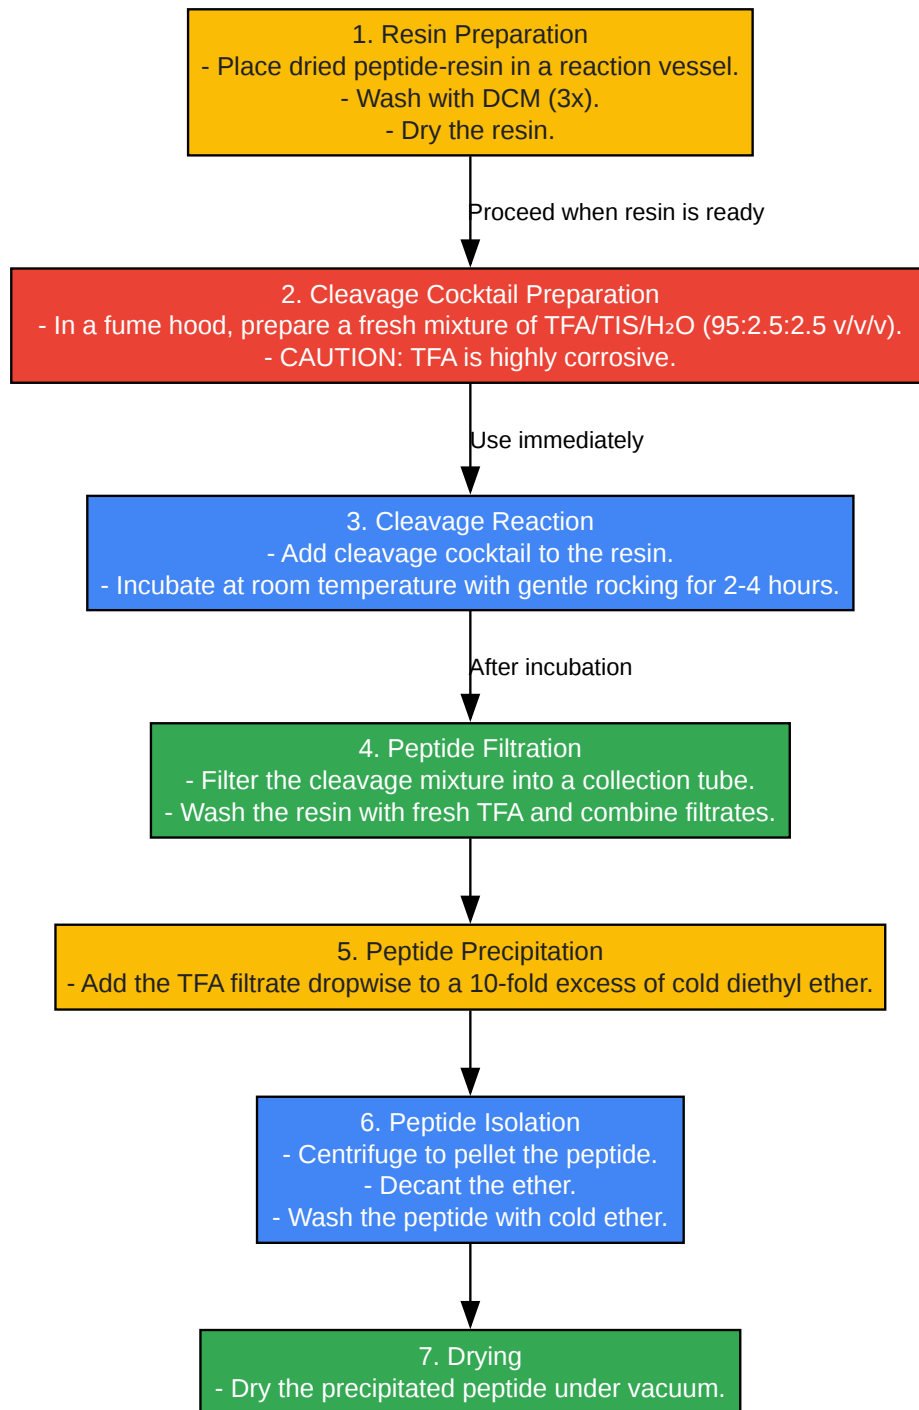 1. Resin Preparation
- Place dried peptide-resin in a reaction vessel.
- Wash with DCM (3x).
- Dry the resin.
Proceed when resin is ready
2. Cleavage Cocktail Preparation
- In a fume hood, prepare a fresh mixture of TFA/TIS/H₂O (95:2.5:2.5 v/v/v).
- CAUTION: TFA is highly corrosive.
Use immediately
3. Cleavage Reaction
- Add cleavage cocktail to the resin.
- Incubate at room temperature with gentle rocking for 2-4 hours.
After incubation
4. Peptide Filtration
- Filter the cleavage mixture into a collection tube.
- Wash the resin with fresh TFA and combine filtrates.
5. Peptide Precipitation
- Add the TFA filtrate dropwise to a 10-fold excess of cold diethyl ether.
6. Peptide Isolation
- Centrifuge to pellet the peptide.
- Decant the ether.
- Wash the peptide with cold ether.
7. Drying
- Dry the precipitated peptide under vacuum.